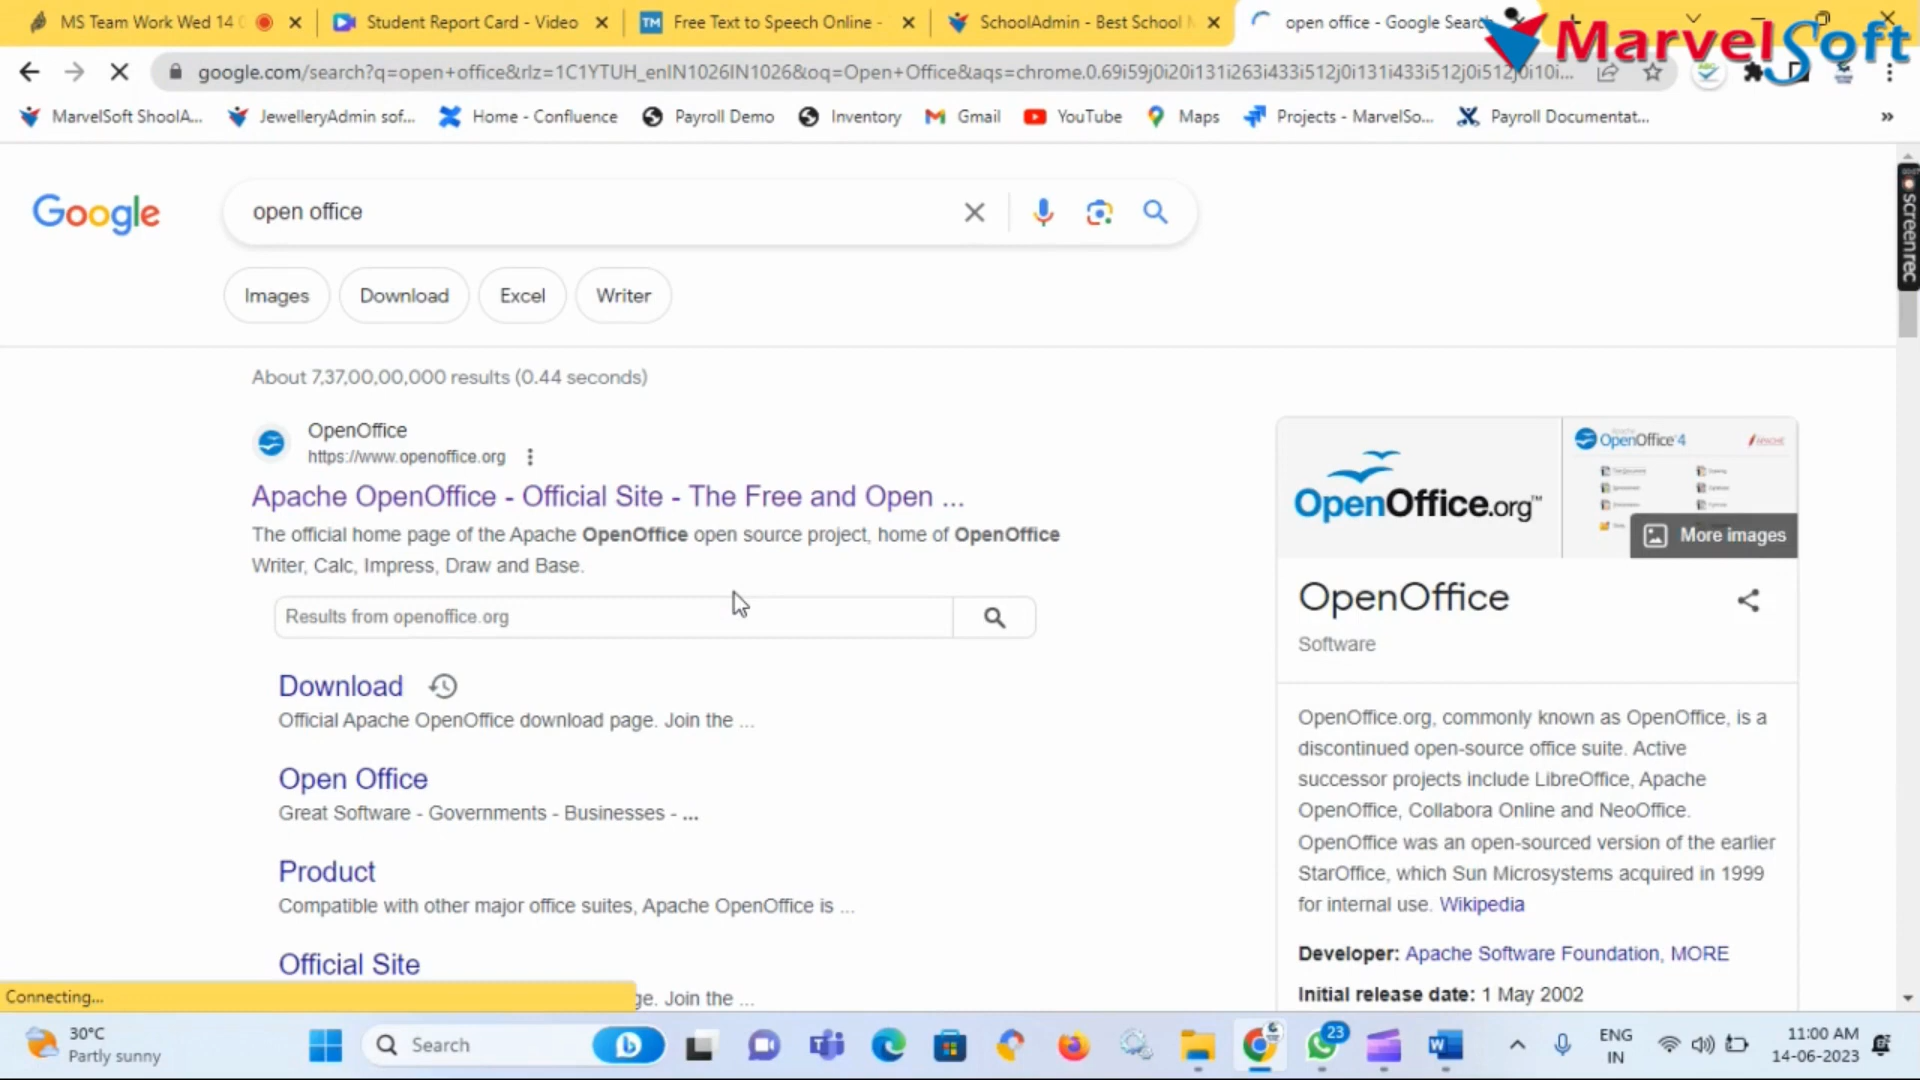 MS Team Work Wed 14
Student Report Card - Video
Free Text to Speech Online -
SchoolAdmin - Best School
open office - Google Search
MarvelSoft
google.com/search?q=open+office&rlz=1C1YTUH_enIN1026IN1026&oq=Open+Office&aqs=chrome.0.69i59j0i20i131i263i433i512j0i131i433i512j0i512j0i10i...
MarvelSoft ShoolA...
JewelleryAdmin sof...
Home - Confluence
Payroll Demo
Inventory
Gmail
YouTube
Maps
Projects - MarvelSo...
Payroll Documentat...
»
screenrec
Google
open office
Images
Download
Excel
Writer
About 7,37,00,00,000 results (0.44 seconds)
OpenOffice
https://www.openoffice.org
Apache OpenOffice - Official Site - The Free and Open ...
The official home page of the Apache OpenOffice open source project, home of OpenOffice
Writer, Calc, Impress, Draw and Base.
Results from openoffice.org
Download
Official Apache OpenOffice download page. Join the ...
Open Office
Great Software - Governments - Businesses - ...
Product
Compatible with other major office suites, Apache OpenOffice is ...
Official Site
ge. Join the ...
OpenOffice.org™
Apache
OpenOffice 4
APACHE
More images
OpenOffice
Software
OpenOffice.org, commonly known as OpenOffice, is a
discontinued open-source office suite. Active
successor projects include LibreOffice, Apache
OpenOffice, Collabora Online and NeoOffice.
OpenOffice was an open-sourced version of the earlier
StarOffice, which Sun Microsystems acquired in 1999
for internal use. Wikipedia
Developer: Apache Software Foundation, MORE
Initial release date: 1 May 2002
Connecting...
30°C
Partly sunny
Search
23
ENG
IN
11:00 AM
14-06-2023